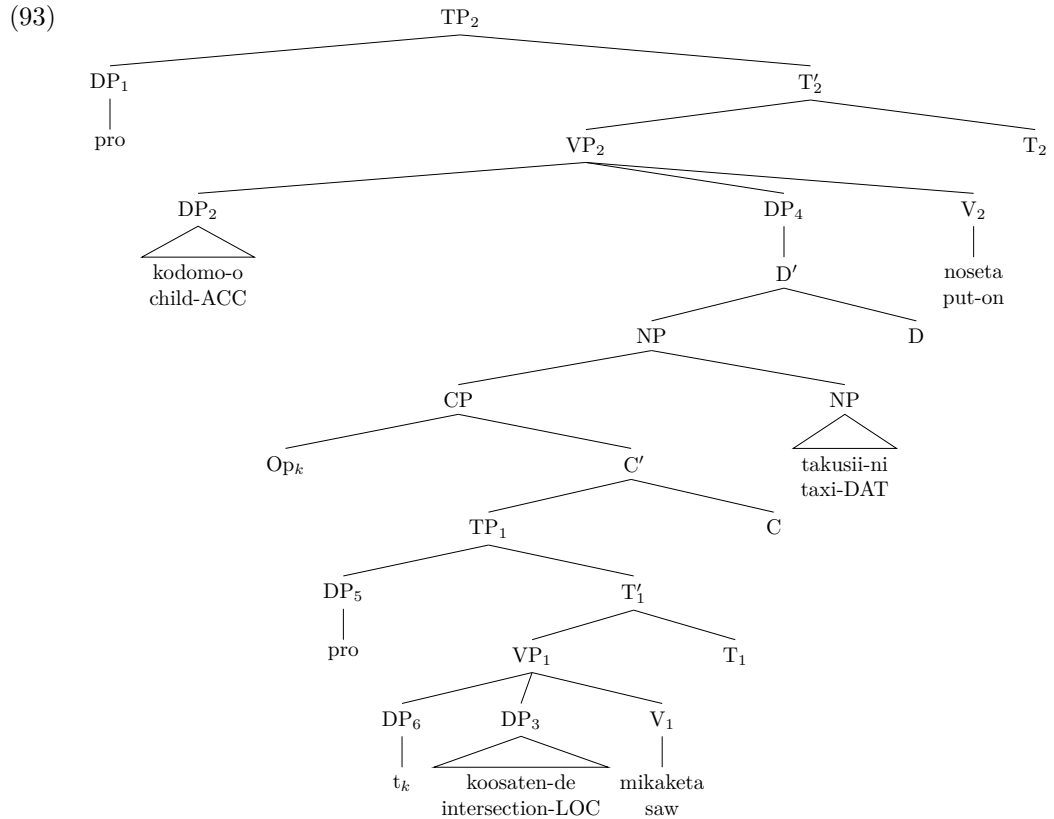 (93)
TP₂
DP₁ T′₂
pro VP₂ T₂
DP₂ DP₄ V₂
kodomo-o D′ noseta
child-ACC put-on
NP D
CP NP
Opₖ C′ takusii-ni
taxi-DAT
TP₁ C
DP₅ T′₁
pro VP₁ T₁
DP₆ DP₃ V₁
tₖ koosaten-de mikaketa
intersection-LOC saw